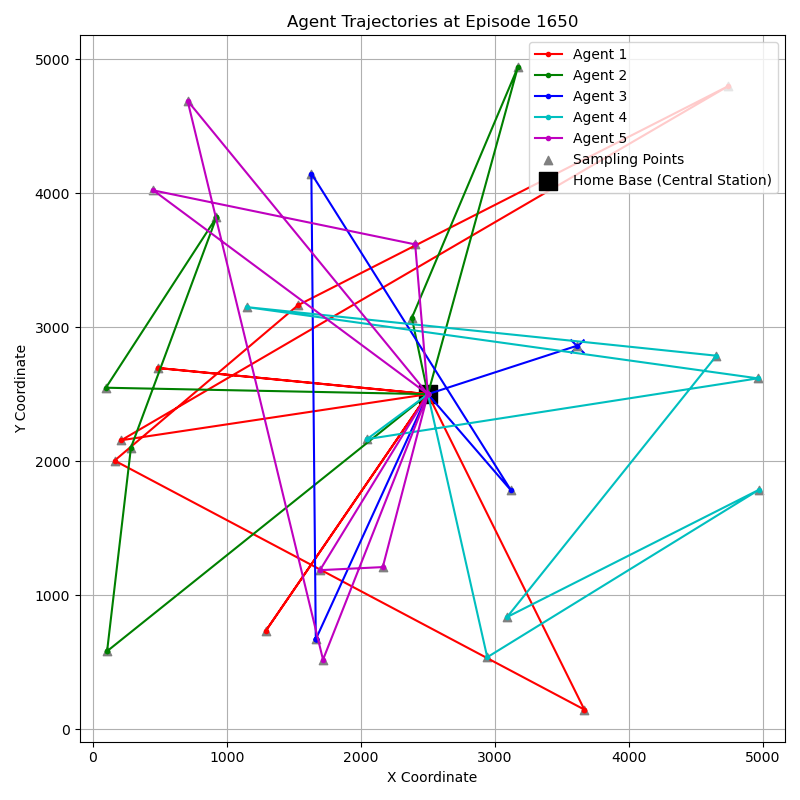 Agent Trajectories at Episode 1650
Agent 1
Agent 2
Agent 3
Agent 4
Agent 5
Sampling Points
Home Base (Central Station)
Y Coordinate
5000
4000
3000
2000
1000
0
0 1000 2000 3000 4000 5000
X Coordinate